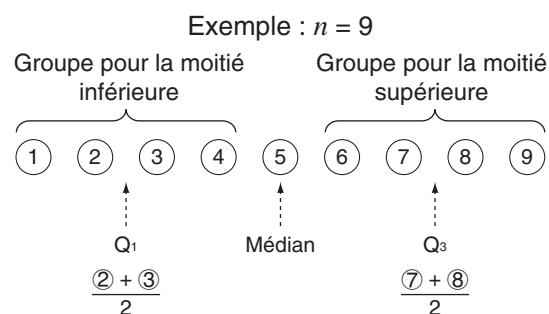 Exemple : n = 9
Groupe pour la moitié inférieure
Groupe pour la moitié supérieure
① ② ③ ④ ⑤ ⑥ ⑦ ⑧ ⑨
Q₁ Médian Q₃
② + ③
2
⑦ + ⑧
2